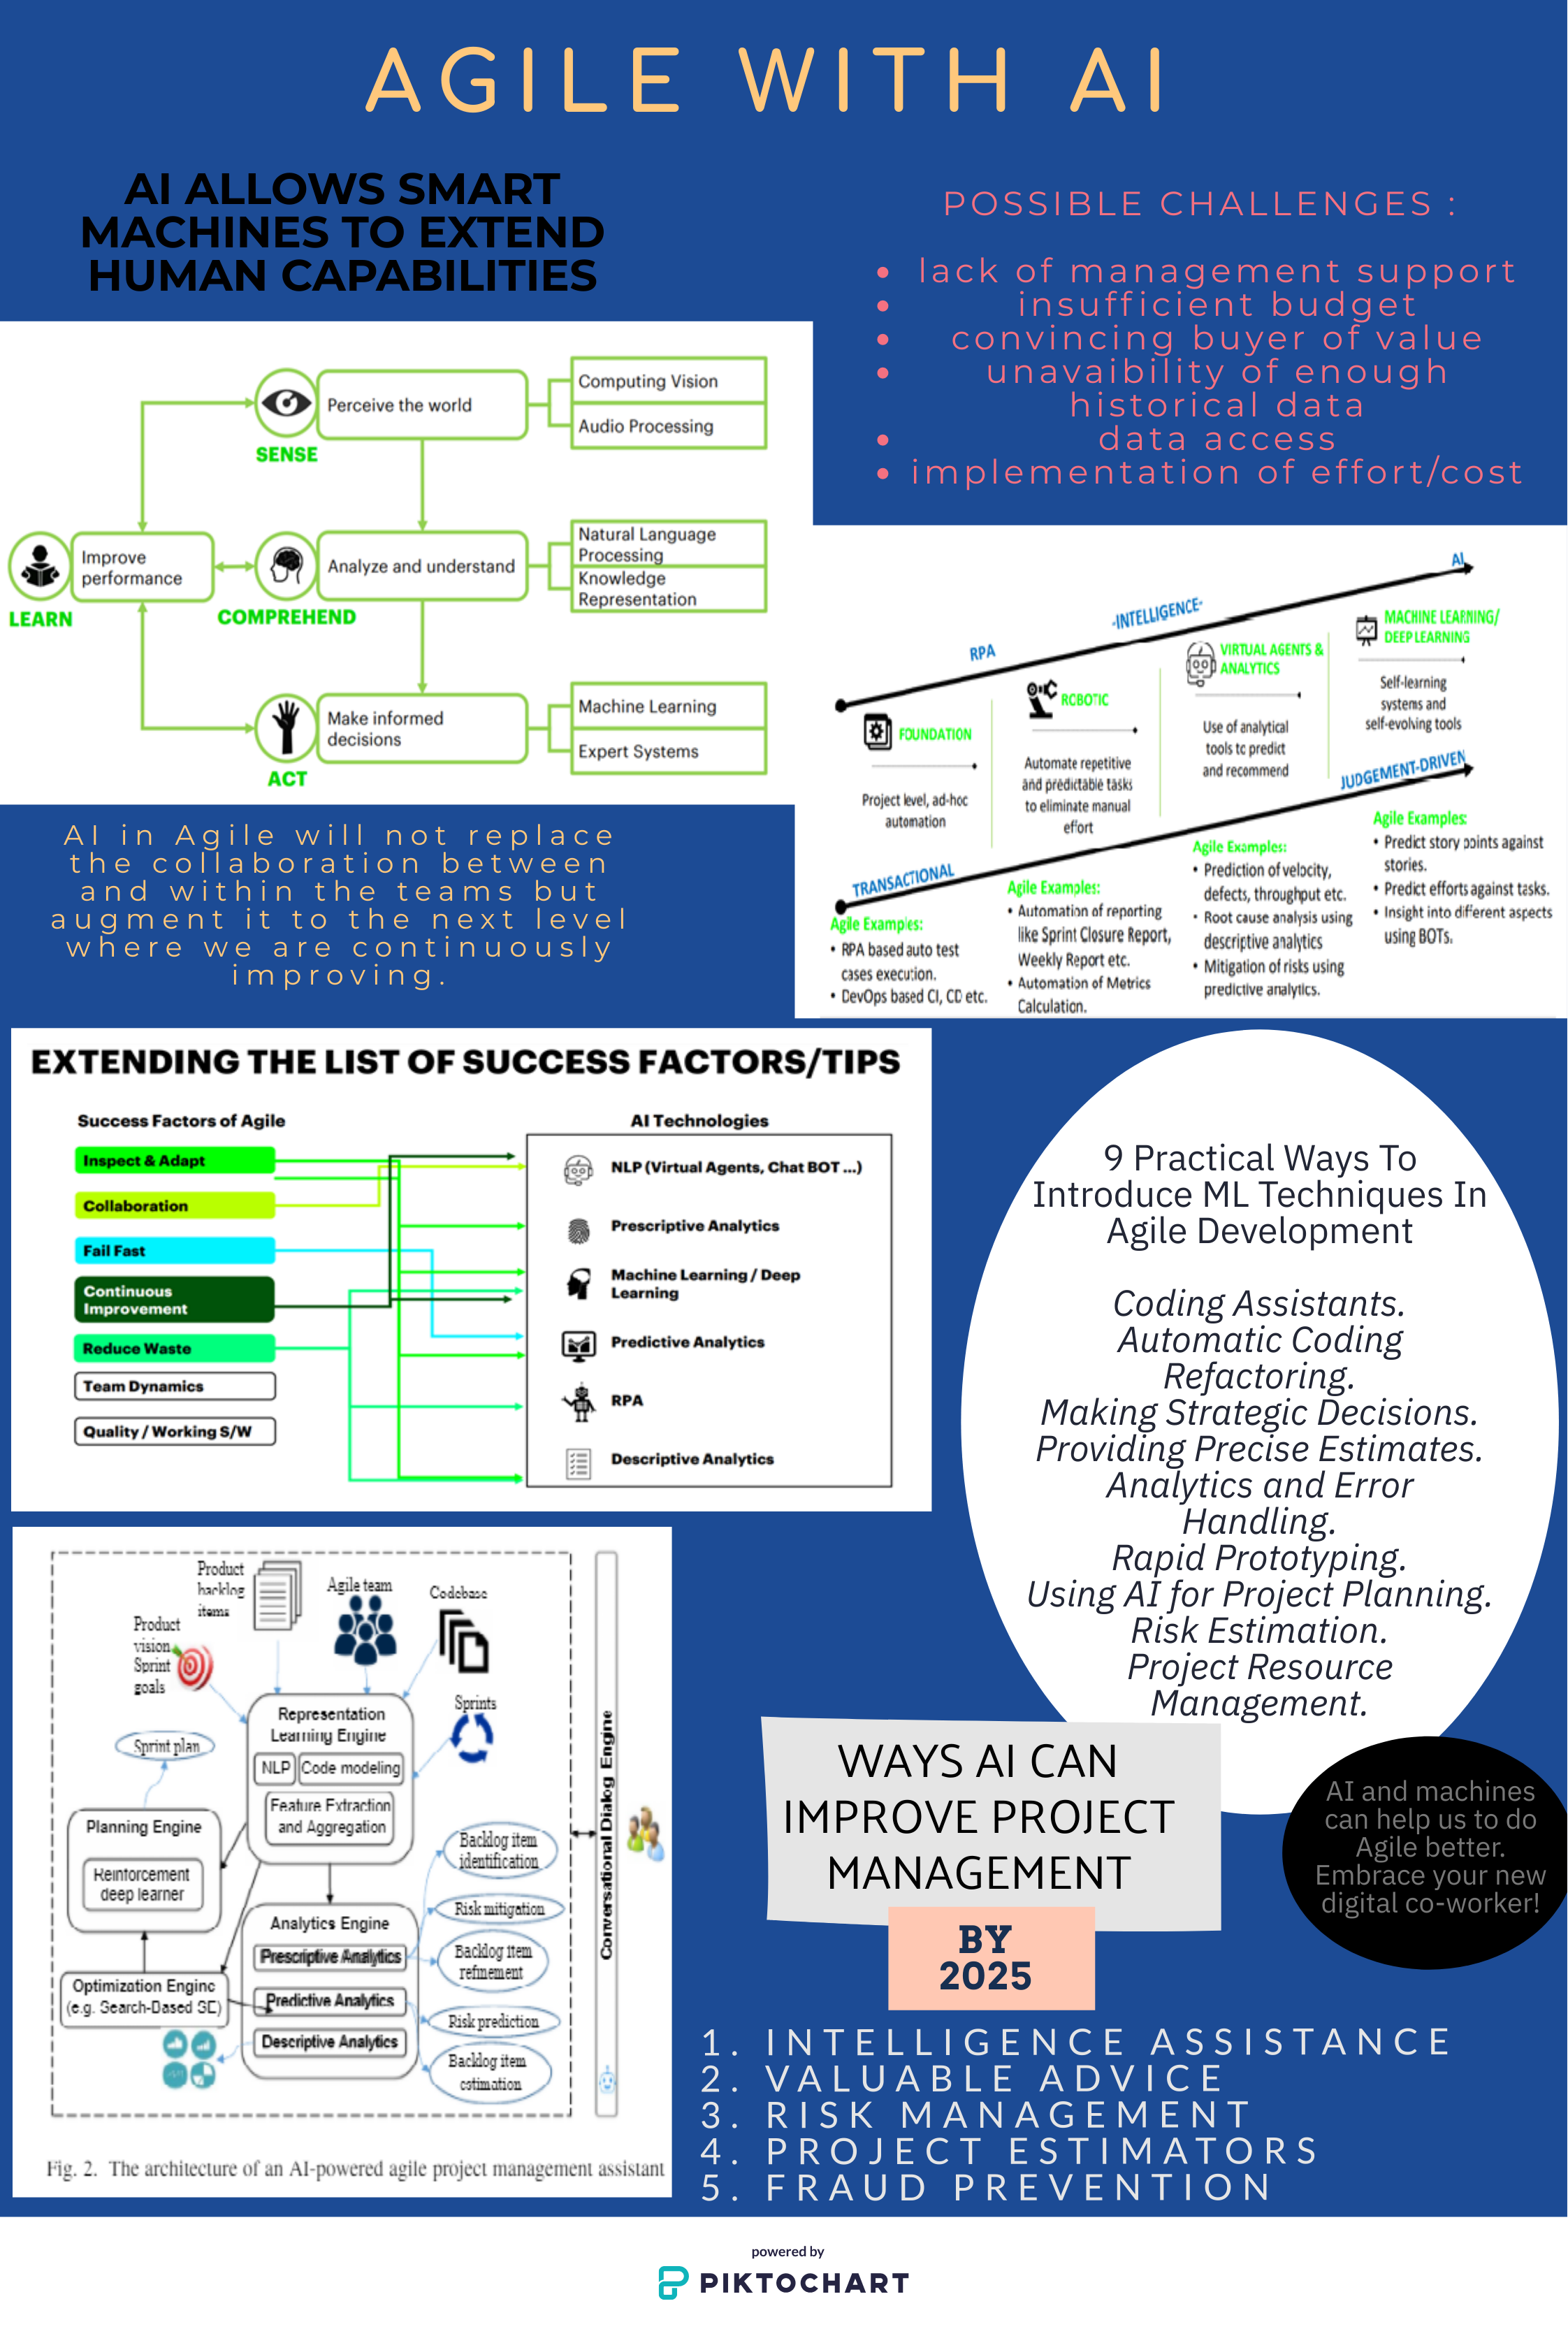 AGILE WITH AI
AI ALLOWS SMART
MACHINES TO EXTEND
HUMAN CAPABILITIES
POSSIBLE CHALLENGES :
• lack of management support
• insufficient budget
• convincing buyer of value
• unavaibility of enough
historical data
• data access
• implementation of effort/cost
SENSE
Perceive the world
Computing Vision
Audio Processing
LEARN
Improve
performance
COMPREHEND
Analyze and understand
Natural Language
Processing
Knowledge
Representation
ACT
Make informed
decisions
Machine Learning
Expert Systems
RPA
-INTELLIGENCE-
AI
FOUNDATION
Project level, ad-hoc
automation
ROBOTIC
Automate repetitive
and predictable tasks
to eliminate manual
effort
VIRTUAL AGENTS &
ANALYTICS
Use of analytical
tools to predict
and recommend
MACHINE LEARNING/
DEEP LEARNING
Self-learning
systems and
self-evolving tools
TRANSACTIONAL
JUDGEMENT-DRIVEN
Agile Examples:
• RPA based auto test
cases execution.
• DevOps based CI, CD etc.
Agile Examples:
• Automation of reporting
like Sprint Closure Report,
Weekly Report etc.
• Automation of Metrics
Calculation.
Agile Examples:
• Prediction of velocity,
defects, throughput etc.
• Root cause analysis using
descriptive analytics
• Mitigation of risks using
predictive analytics.
Agile Examples:
• Predict story points against
stories.
• Predict efforts against tasks.
• Insight into different aspects
using BOTs.
AI in Agile will not replace
the collaboration between
and within the teams but
augment it to the next level
where we are continuously
improving.
EXTENDING THE LIST OF SUCCESS FACTORS/TIPS
Success Factors of Agile
Inspect & Adapt
Collaboration
Fail Fast
Continuous
Improvement
Reduce Waste
Team Dynamics
Quality / Working S/W
AI Technologies
NLP (Virtual Agents, Chat BOT ...)
Prescriptive Analytics
Machine Learning / Deep
Learning
Predictive Analytics
RPA
Descriptive Analytics
9 Practical Ways To
Introduce ML Techniques In
Agile Development
Coding Assistants.
Automatic Coding
Refactoring.
Making Strategic Decisions.
Providing Precise Estimates.
Analytics and Error
Handling.
Rapid Prototyping.
Using AI for Project Planning.
Risk Estimation.
Project Resource
Management.
Product
backlog
items
Agile team
Codebase
Product
vision
Sprint
goals
Sprints
Representation
Learning Engine
NLP
Code modeling
Feature Extraction
and Aggregation
Sprint plan
Planning Engine
Reinforcement
deep learner
Optimization Engine
(e.g. Search-Based SE)
Analytics Engine
Prescriptive Analytics
Predictive Analytics
Descriptive Analytics
Backlog item
identification
Risk mitigation
Backlog item
refinement
Risk prediction
Backlog item
estimation
Conversational Dialog Engine
Fig. 2. The architecture of an AI-powered agile project management assistant
WAYS AI CAN
IMPROVE PROJECT
MANAGEMENT
BY
2025
AI and machines
can help us to do
Agile better.
Embrace your new
digital co-worker!
1. INTELLIGENCE ASSISTANCE
2. VALUABLE ADVICE
3. RISK MANAGEMENT
4. PROJECT ESTIMATORS
5. FRAUD PREVENTION
powered by
PIKTOCHART